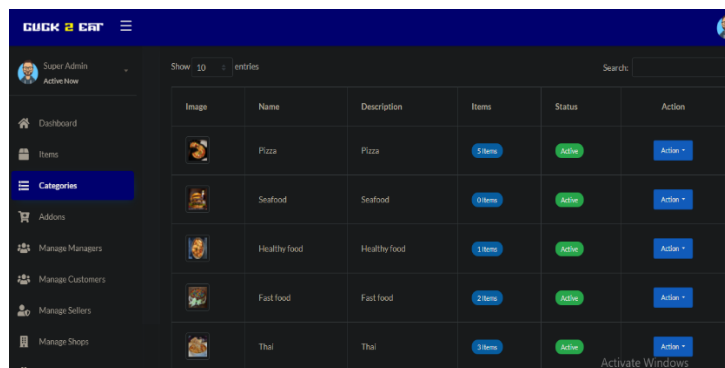 CUCK 2 EAT
Super Admin
Active Now
Dashboard
Items
Categories
Addons
Manage Managers
Manage Customers
Manage Sellers
Manage Shops
Show 10 entries
Search:
Image Name Description Items Status Action
Pizza Pizza 5 Items Active Action
Seafood Seafood 0 Items Active Action
Healthy food Healthy food 1 Items Active Action
Fast food Fast food 2 Items Active Action
Thai Thai 3 Items Active Action
Activate Windows